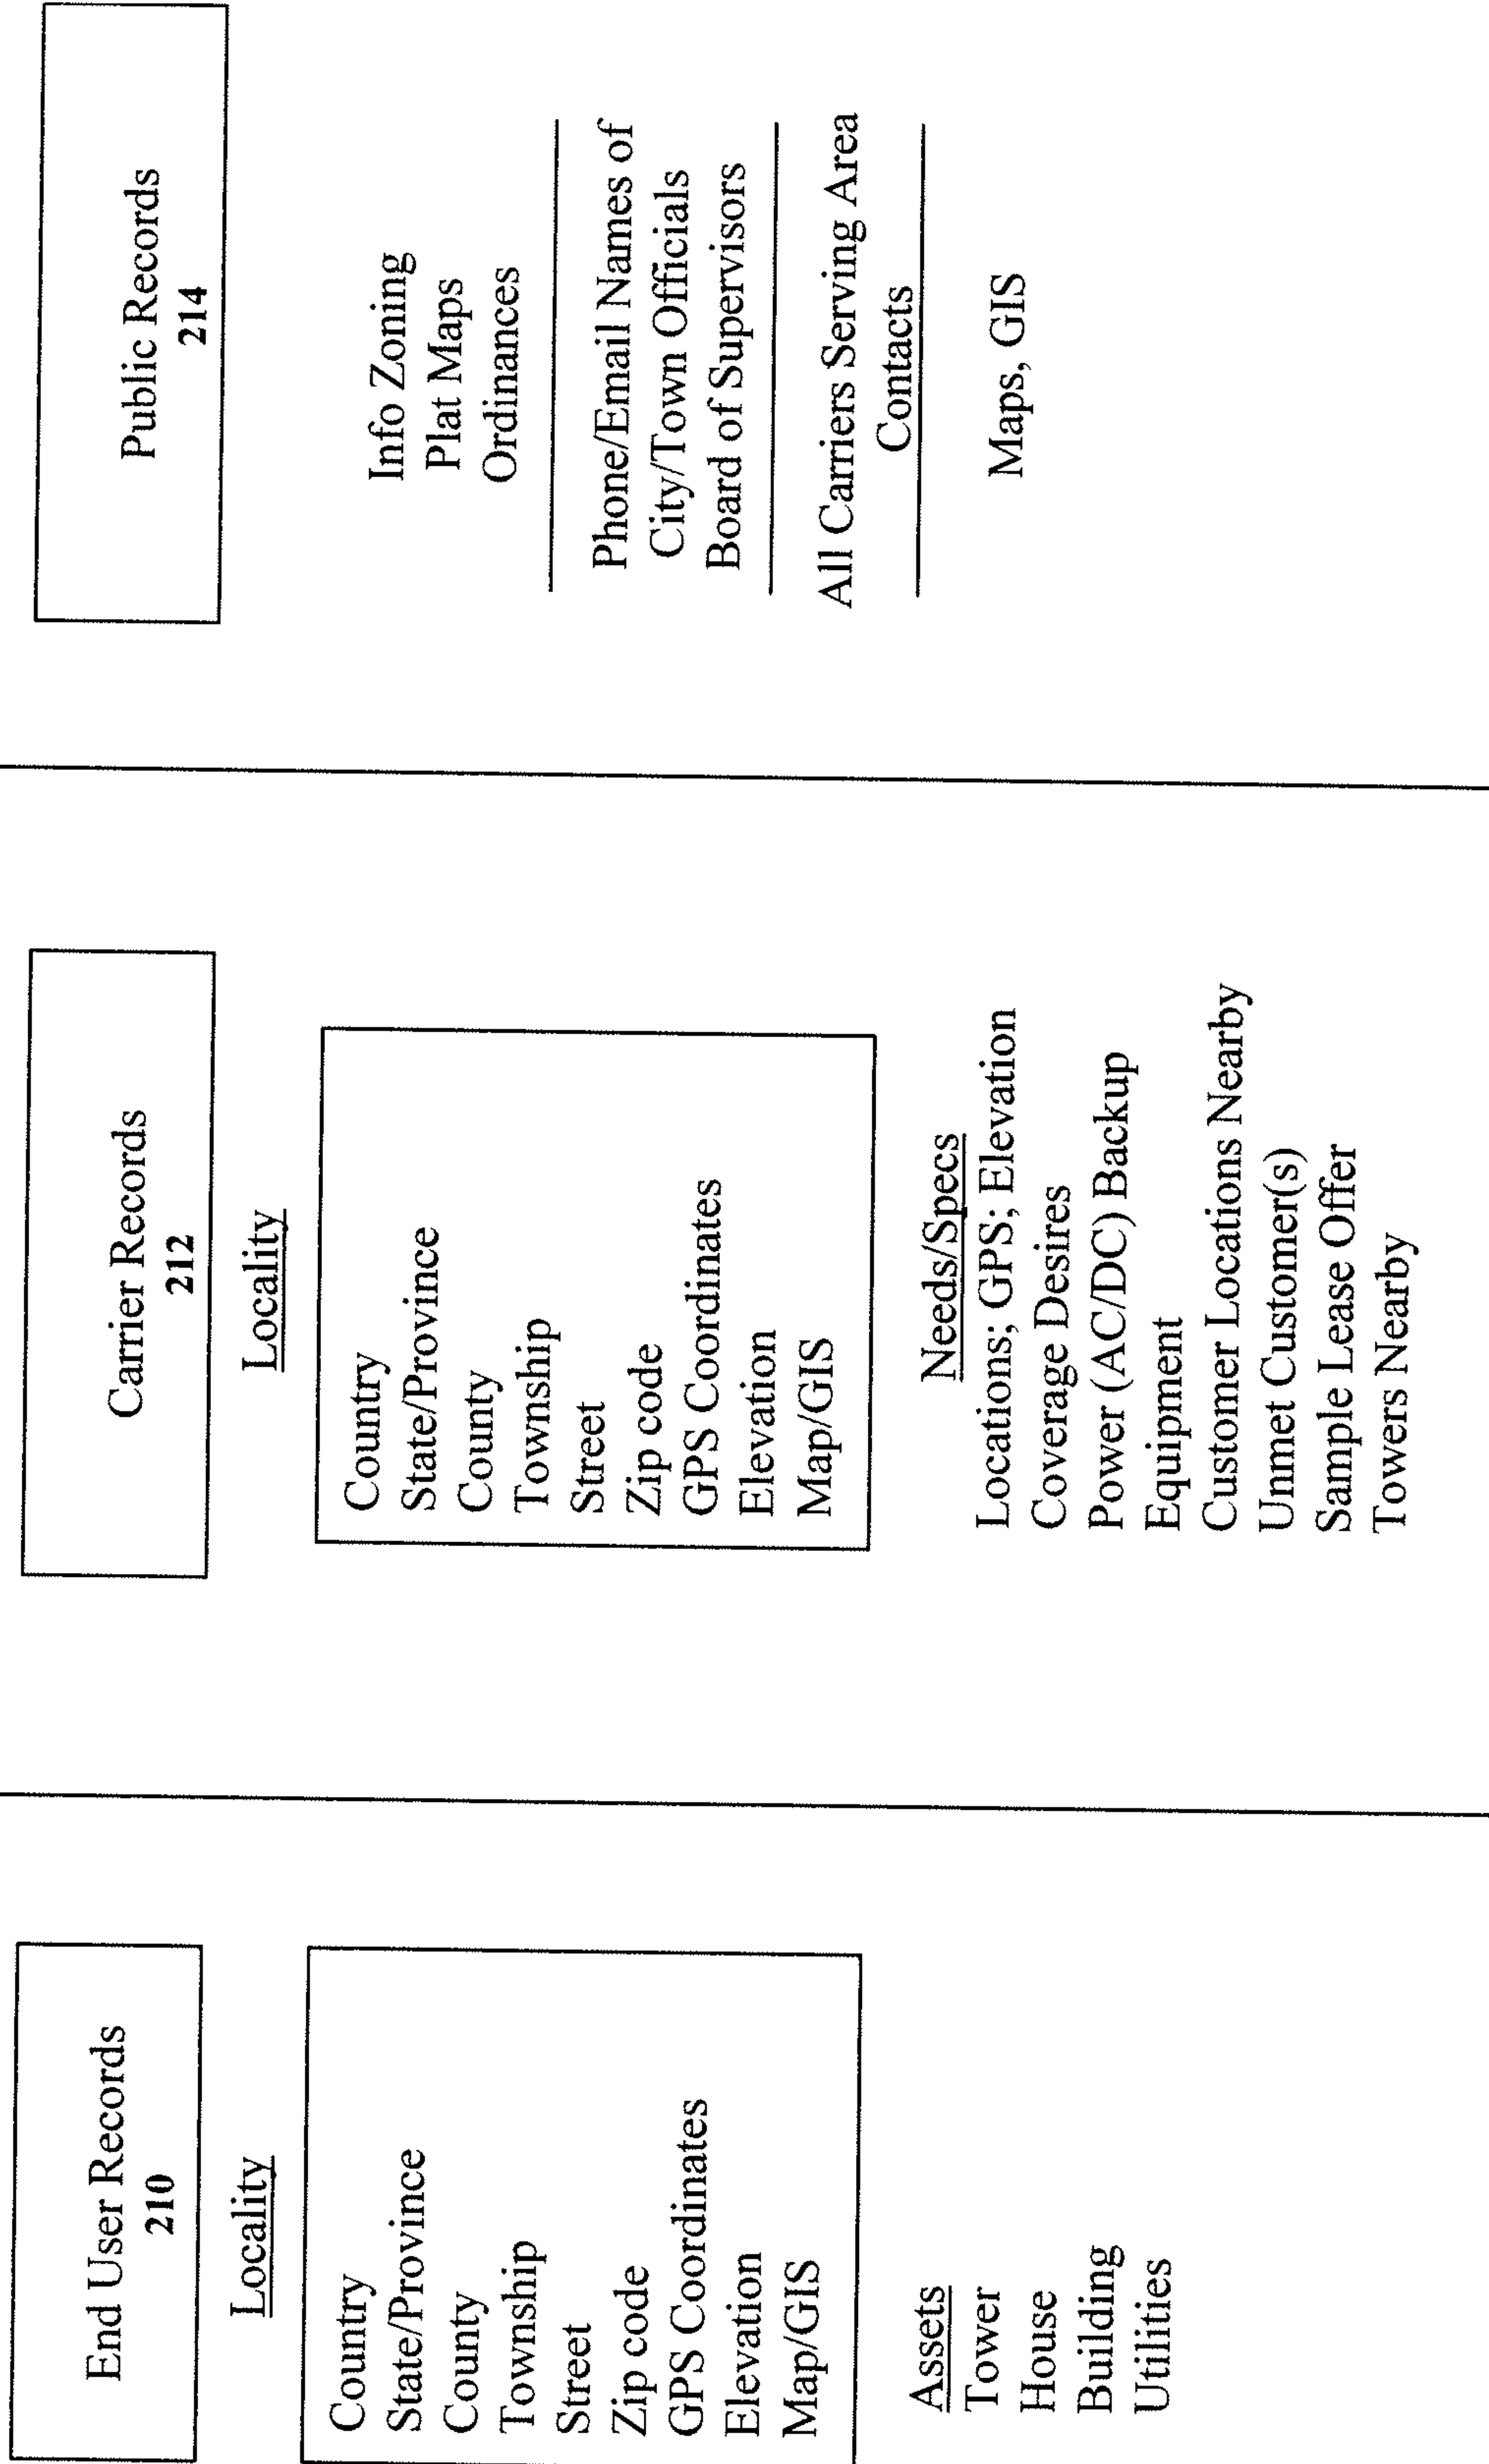 End User Records
210
Locality
Country
State/Province
County
Township
Street
Zip code
GPS Coordinates
Elevation
Map/GIS
Assets
Tower
House
Building
Utilities
Carrier Records
212
Locality
Country
State/Province
County
Township
Street
Zip code
GPS Coordinates
Elevation
Map/GIS
Needs/Specs
Locations; GPS; Elevation
Coverage Desires
Power (AC/DC) Backup
Equipment
Customer Locations Nearby
Unmet Customer(s)
Sample Lease Offer
Towers Nearby
Public Records
214
Info Zoning
Plat Maps
Ordinances
Phone/Email Names of
City/Town Officials
Board of Supervisors
All Carriers Serving Area
Contacts
Maps, GIS